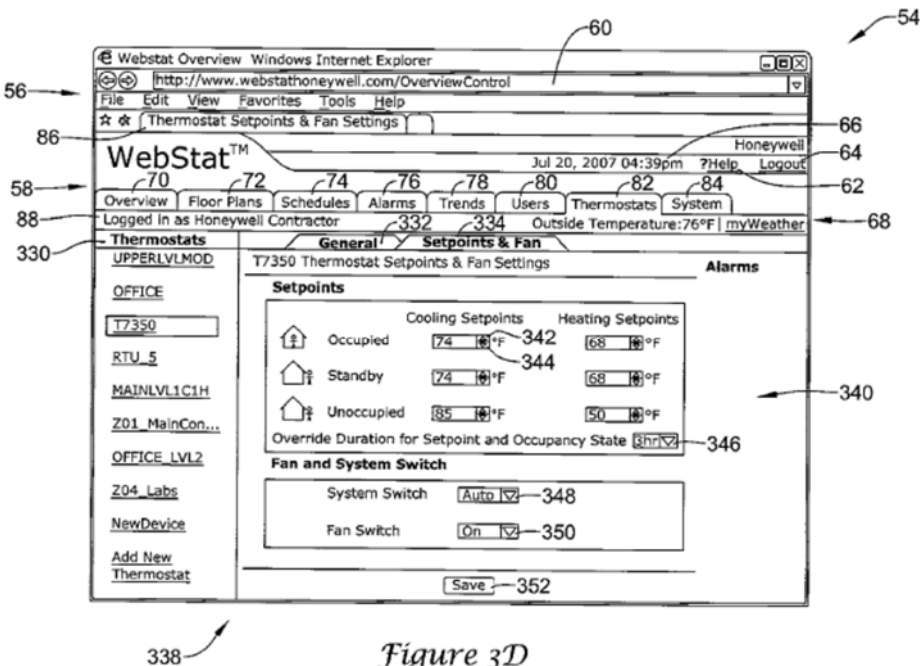 54
60
Webstat Overview Windows Internet Explorer
http://www.webstathoneywell.com/OverviewControl
56
File Edit View Favorites Tools Help
Thermostat Setpoints & Fan Settings
86
66
Honeywell
64
WebStat™
Jul 20, 2007 04:39pm ?Help Logout
58
70 72 74 76 78 80 82 84
62
Overview Floor Plans Schedules Alarms Trends Users Thermostats System
88
Logged in as Honeywell Contractor 332 334 Outside Temperature:76°F | myWeather
68
330
Thermostats General Setpoints & Fan
UPPERLVLMOD T7350 Thermostat Setpoints & Fan Settings Alarms
Setpoints
OFFICE
Cooling Setpoints Heating Setpoints
T7350 Occupied 74 °F 342 68 °F
344
RTU_5
Standby 74 °F 68 °F
MAINLVL1C1H
340
Z01_MainCon... Unoccupied 85 °F 50 °F
Override Duration for Setpoint and Occupancy State 3hr 346
OFFICE_LVL2
Fan and System Switch
Z04_Labs System Switch Auto 348
NewDevice Fan Switch On 350
Add New
Thermostat
Save 352
338
Figure 3D